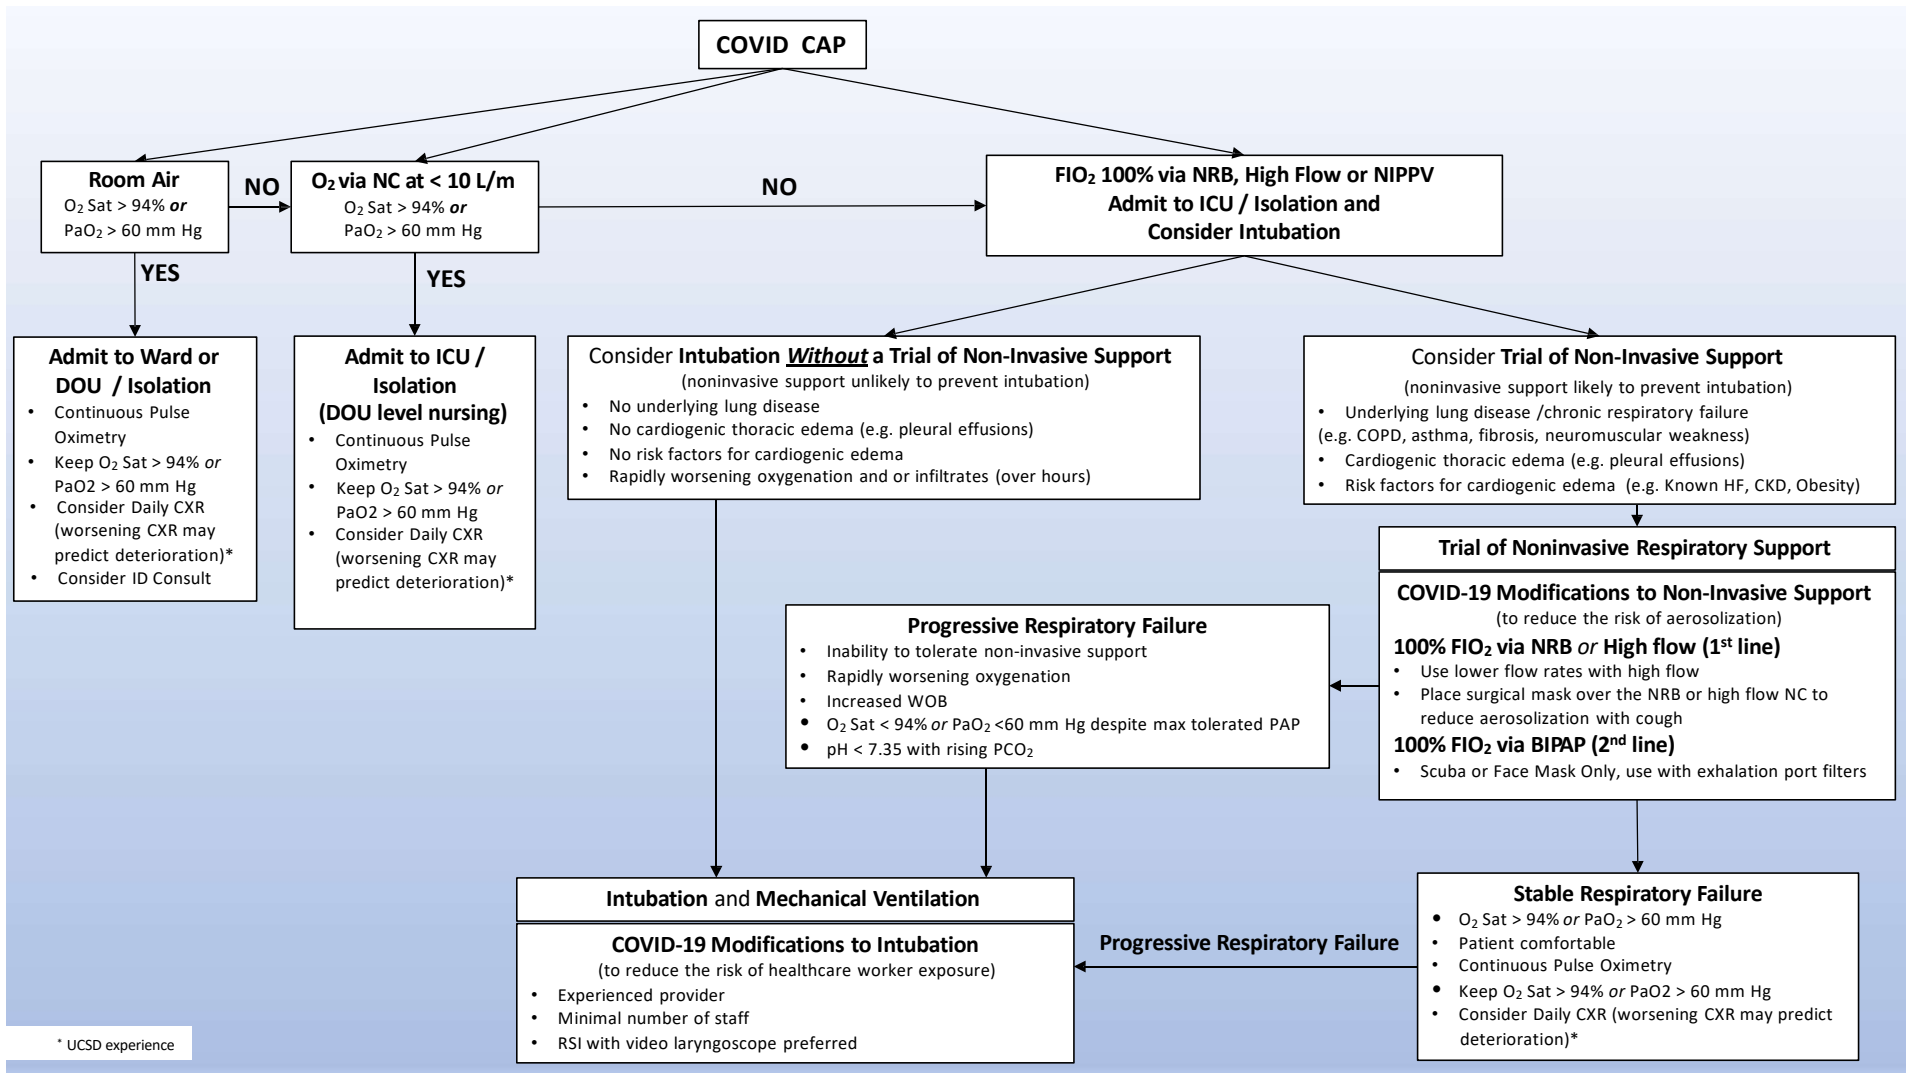 COVID CAP
Room Air
O₂ Sat > 94% or
PaO₂ > 60 mm Hg
NO
O₂ via NC at < 10 L/m
O₂ Sat > 94% or
PaO₂ > 60 mm Hg
NO
FIO₂ 100% via NRB, High Flow or NIPPV
Admit to ICU / Isolation and
Consider Intubation
YES
YES
Admit to Ward or
DOU / Isolation
• Continuous Pulse
Oximetry
• Keep O₂ Sat > 94% or
PaO2 > 60 mm Hg
• Consider Daily CXR
(worsening CXR may
predict deterioration)*
• Consider ID Consult
Admit to ICU /
Isolation
(DOU level nursing)
• Continuous Pulse
Oximetry
• Keep O₂ Sat > 94% or
PaO2 > 60 mm Hg
• Consider Daily CXR
(worsening CXR may
predict deterioration)*
Consider Intubation Without a Trial of Non-Invasive Support
(noninvasive support unlikely to prevent intubation)
• No underlying lung disease
• No cardiogenic thoracic edema (e.g. pleural effusions)
• No risk factors for cardiogenic edema
• Rapidly worsening oxygenation and or infiltrates (over hours)
Consider Trial of Non-Invasive Support
(noninvasive support likely to prevent intubation)
• Underlying lung disease /chronic respiratory failure
(e.g. COPD, asthma, fibrosis, neuromuscular weakness)
• Cardiogenic thoracic edema (e.g. pleural effusions)
• Risk factors for cardiogenic edema (e.g. Known HF, CKD, Obesity)
Trial of Noninvasive Respiratory Support
COVID-19 Modifications to Non-Invasive Support
(to reduce the risk of aerosolization)
100% FIO₂ via NRB or High flow (1st line)
• Use lower flow rates with high flow
• Place surgical mask over the NRB or high flow NC to
reduce aerosolization with cough
100% FIO₂ via BIPAP (2nd line)
• Scuba or Face Mask Only, use with exhalation port filters
Progressive Respiratory Failure
• Inability to tolerate non-invasive support
• Rapidly worsening oxygenation
• Increased WOB
• O₂ Sat < 94% or PaO₂ <60 mm Hg despite max tolerated PAP
• pH < 7.35 with rising PCO₂
Intubation and Mechanical Ventilation
COVID-19 Modifications to Intubation
(to reduce the risk of healthcare worker exposure)
• Experienced provider
• Minimal number of staff
• RSI with video laryngoscope preferred
Progressive Respiratory Failure
Stable Respiratory Failure
• O₂ Sat > 94% or PaO₂ > 60 mm Hg
• Patient comfortable
• Continuous Pulse Oximetry
• Keep O₂ Sat > 94% or PaO2 > 60 mm Hg
• Consider Daily CXR (worsening CXR may predict
deterioration)*
* UCSD experience